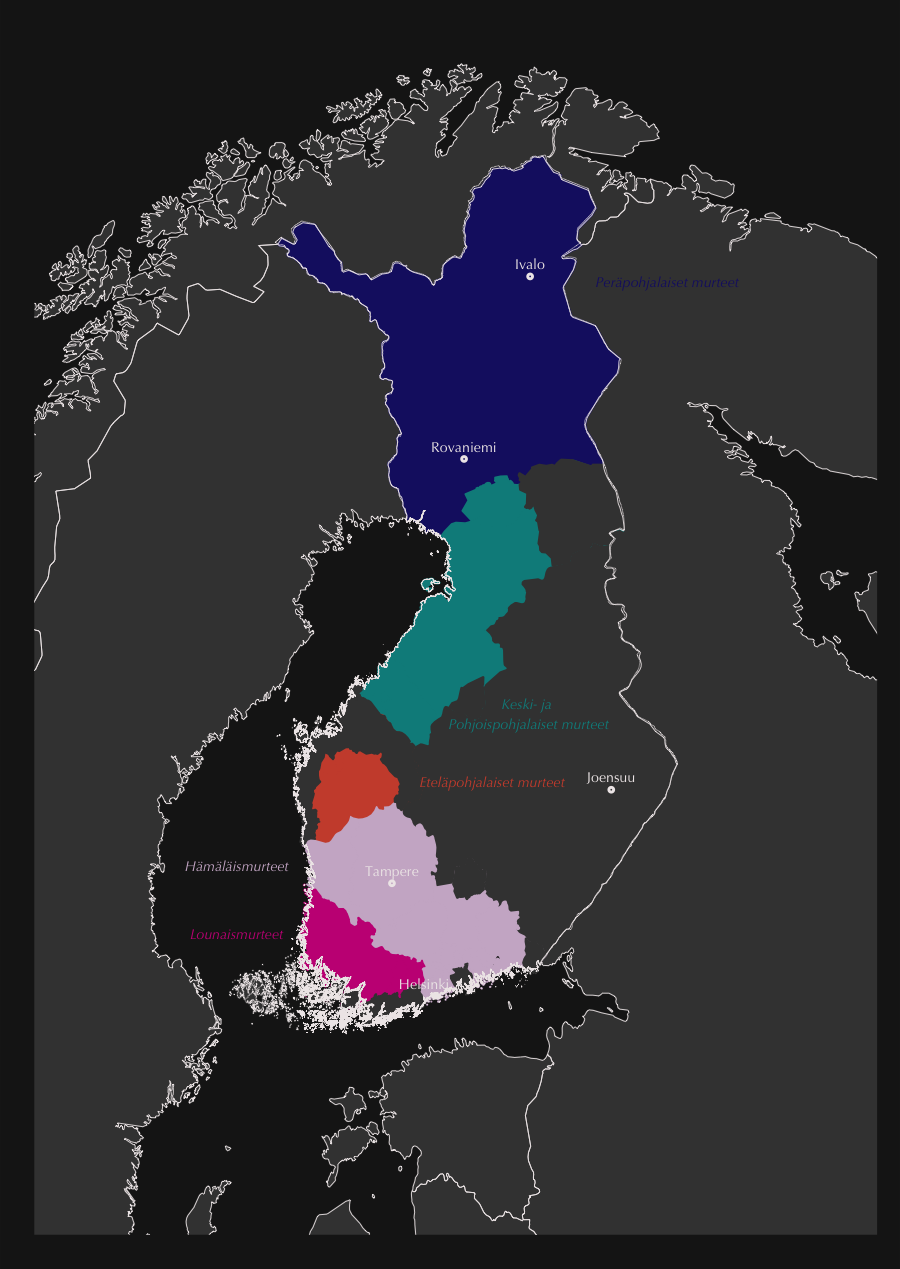 Ivalo
Peräpohjalaiset murteet
Rovaniemi
Keski- ja
Pohjoispohjalaiset murteet
Joensuu
Eteläpohjalaiset murteet
Hämäläismurteet
Tampere
Lounaismurteet
Helsinki